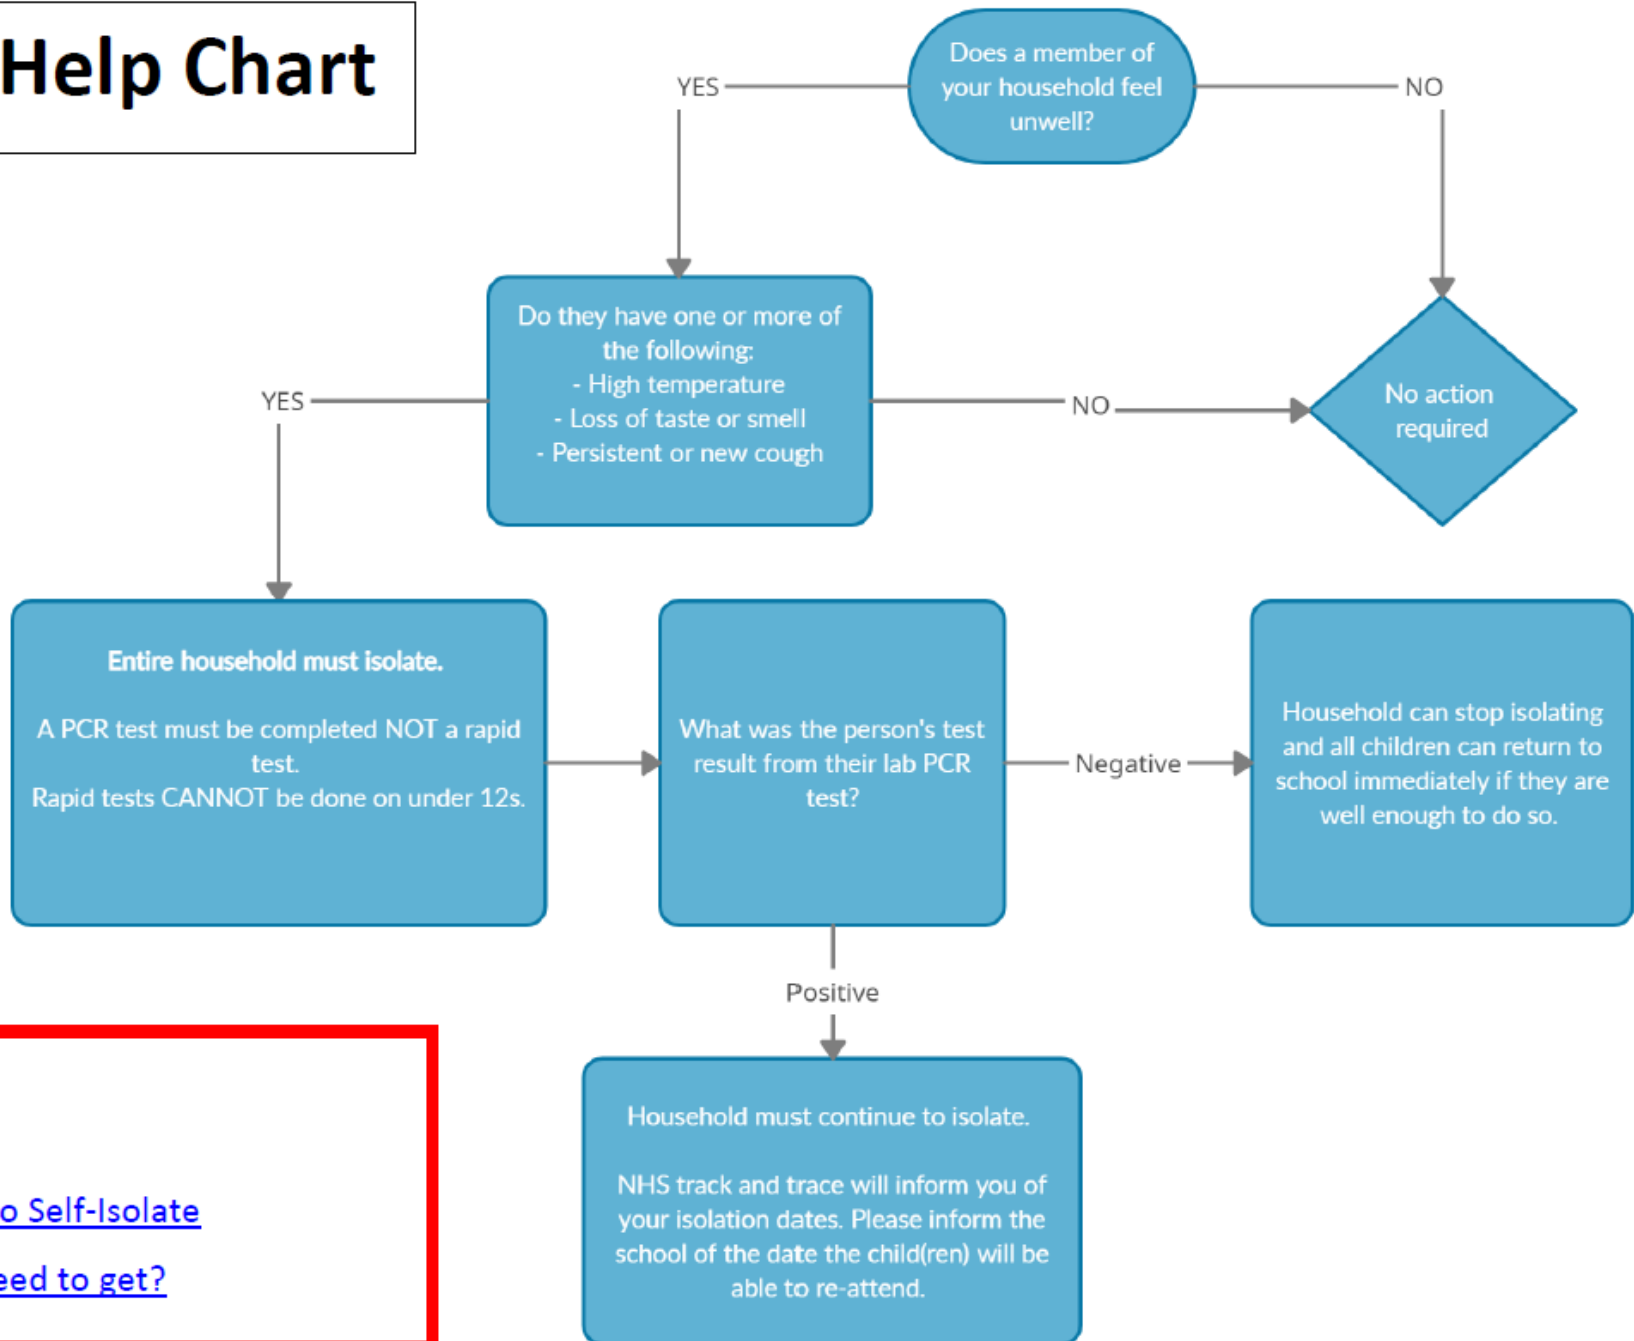 Help Chart
Does a member of
your household feel
unwell?
YES
NO
Do they have one or more of
the following:
- High temperature
- Loss of taste or smell
- Persistent or new cough
YES
NO
No action
required
Entire household must isolate.
A PCR test must be completed NOT a rapid
test.
Rapid tests CANNOT be done on under 12s.
What was the person's test
result from their lab PCR
test?
Negative
Household can stop isolating
and all children can return to
school immediately if they are
well enough to do so.
Positive
Household must continue to isolate.
NHS track and trace will inform you of
your isolation dates. Please inform the
school of the date the child(ren) will be
able to re-attend.
o Self-Isolate
eed to get?